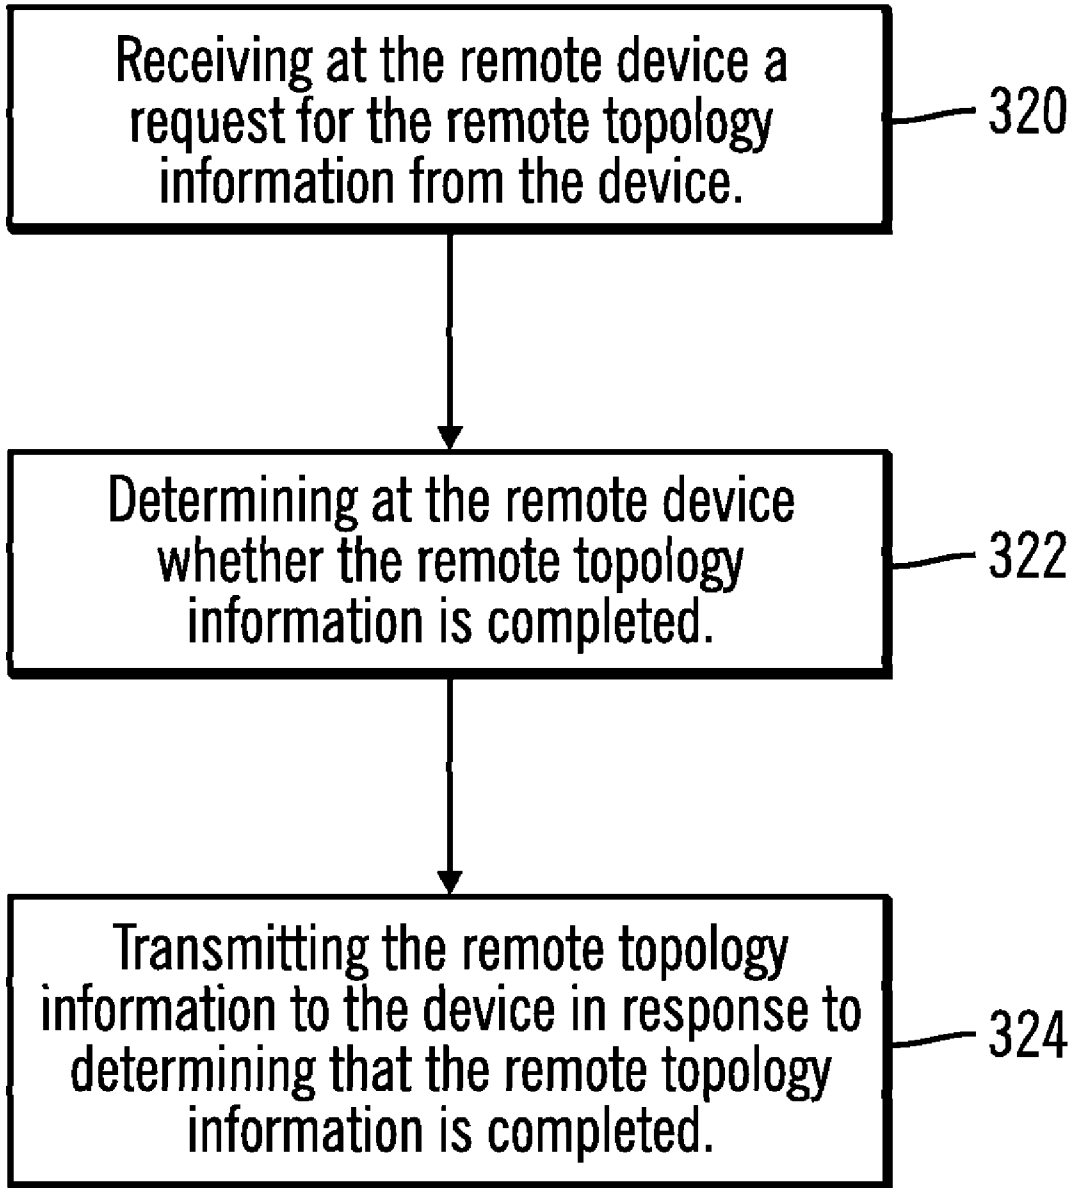 Receiving at the remote device a
request for the remote topology
information from the device.
320
Determining at the remote device
whether the remote topology
information is completed.
322
Transmitting the remote topology
information to the device in response to
determining that the remote topology
information is completed.
324